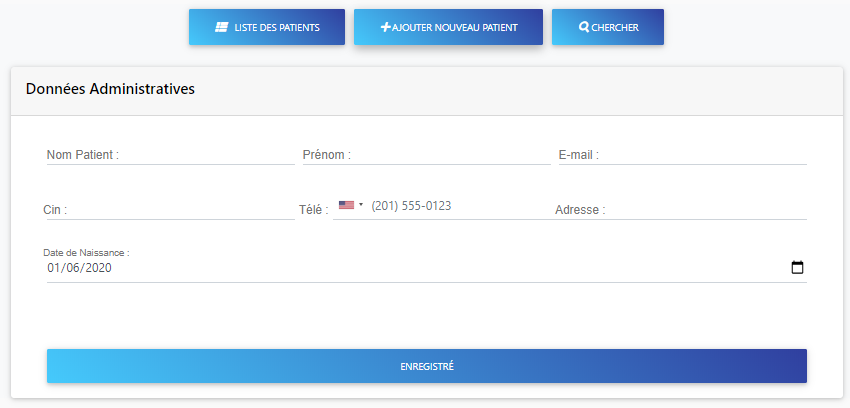 LISTE DES PATIENTS AJOUTER NOUVEAU PATIENT CHERCHER
Données Administratives
Nom Patient : Prénom : E-mail :
Cin : Télé : (201) 555-0123 Adresse :
Date de Naissance :
01/06/2020
ENREGISTRÉ